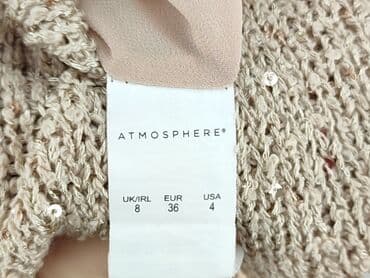 ATMOSPHERE®
UK/IRL EUR USA
8 36 4